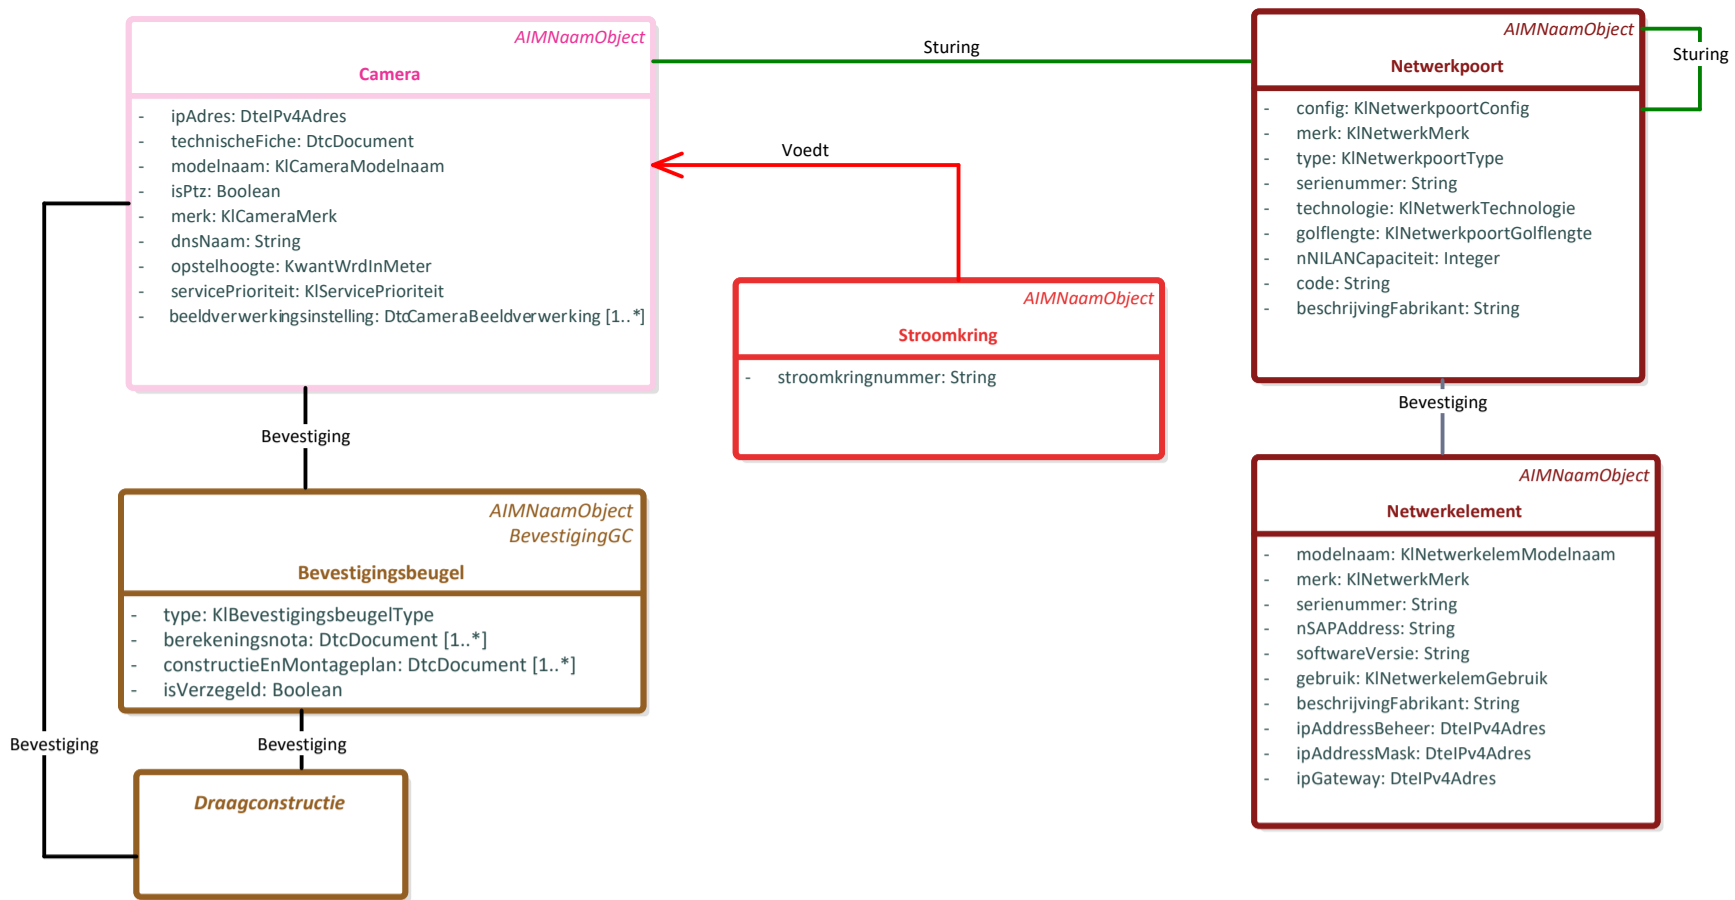 AIMNaamObject
Camera
- ipAdres: DteIPv4Adres
- technischeFiche: DtcDocument
- modelnaam: KlCameraModelnaam
- isPtz: Boolean
- merk: KlCameraMerk
- dnsNaam: String
- opstelhoogte: KwantWrdInMeter
- servicePrioriteit: KlServicePrioriteit
- beeldverwerkingsinstelling: DtcCameraBeeldverwerking [1..*]
Sturing
AIMNaamObject
Netwerkpoort
- config: KlNetwerkpoortConfig
- merk: KlNetwerkMerk
- type: KlNetwerkpoortType
- serienummer: String
- technologie: KlNetwerkTechnologie
- golflengte: KlNetwerkpoortGolflengte
- nNILANCapaciteit: Integer
- code: String
- beschrijvingFabrikant: String
Sturing
Voedt
AIMNaamObject
Stroomkring
- stroomkringnummer: String
Bevestiging
Bevestiging
AIMNaamObject
BevestigingGC
Bevestigingsbeugel
- type: KlBevestigingsbeugelType
- berekeningsnota: DtcDocument [1..*]
- constructieEnMontageplan: DtcDocument [1..*]
- isVerzegeld: Boolean
AIMNaamObject
Netwerkelement
- modelnaam: KlNetwerkelemModelnaam
- merk: KlNetwerkMerk
- serienummer: String
- nSAPAddress: String
- softwareVersie: String
- gebruik: KlNetwerkelemGebruik
- beschrijvingFabrikant: String
- ipAddressBeheer: DteIPv4Adres
- ipAddressMask: DteIPv4Adres
- ipGateway: DteIPv4Adres
Bevestiging
Bevestiging
Draagconstructie